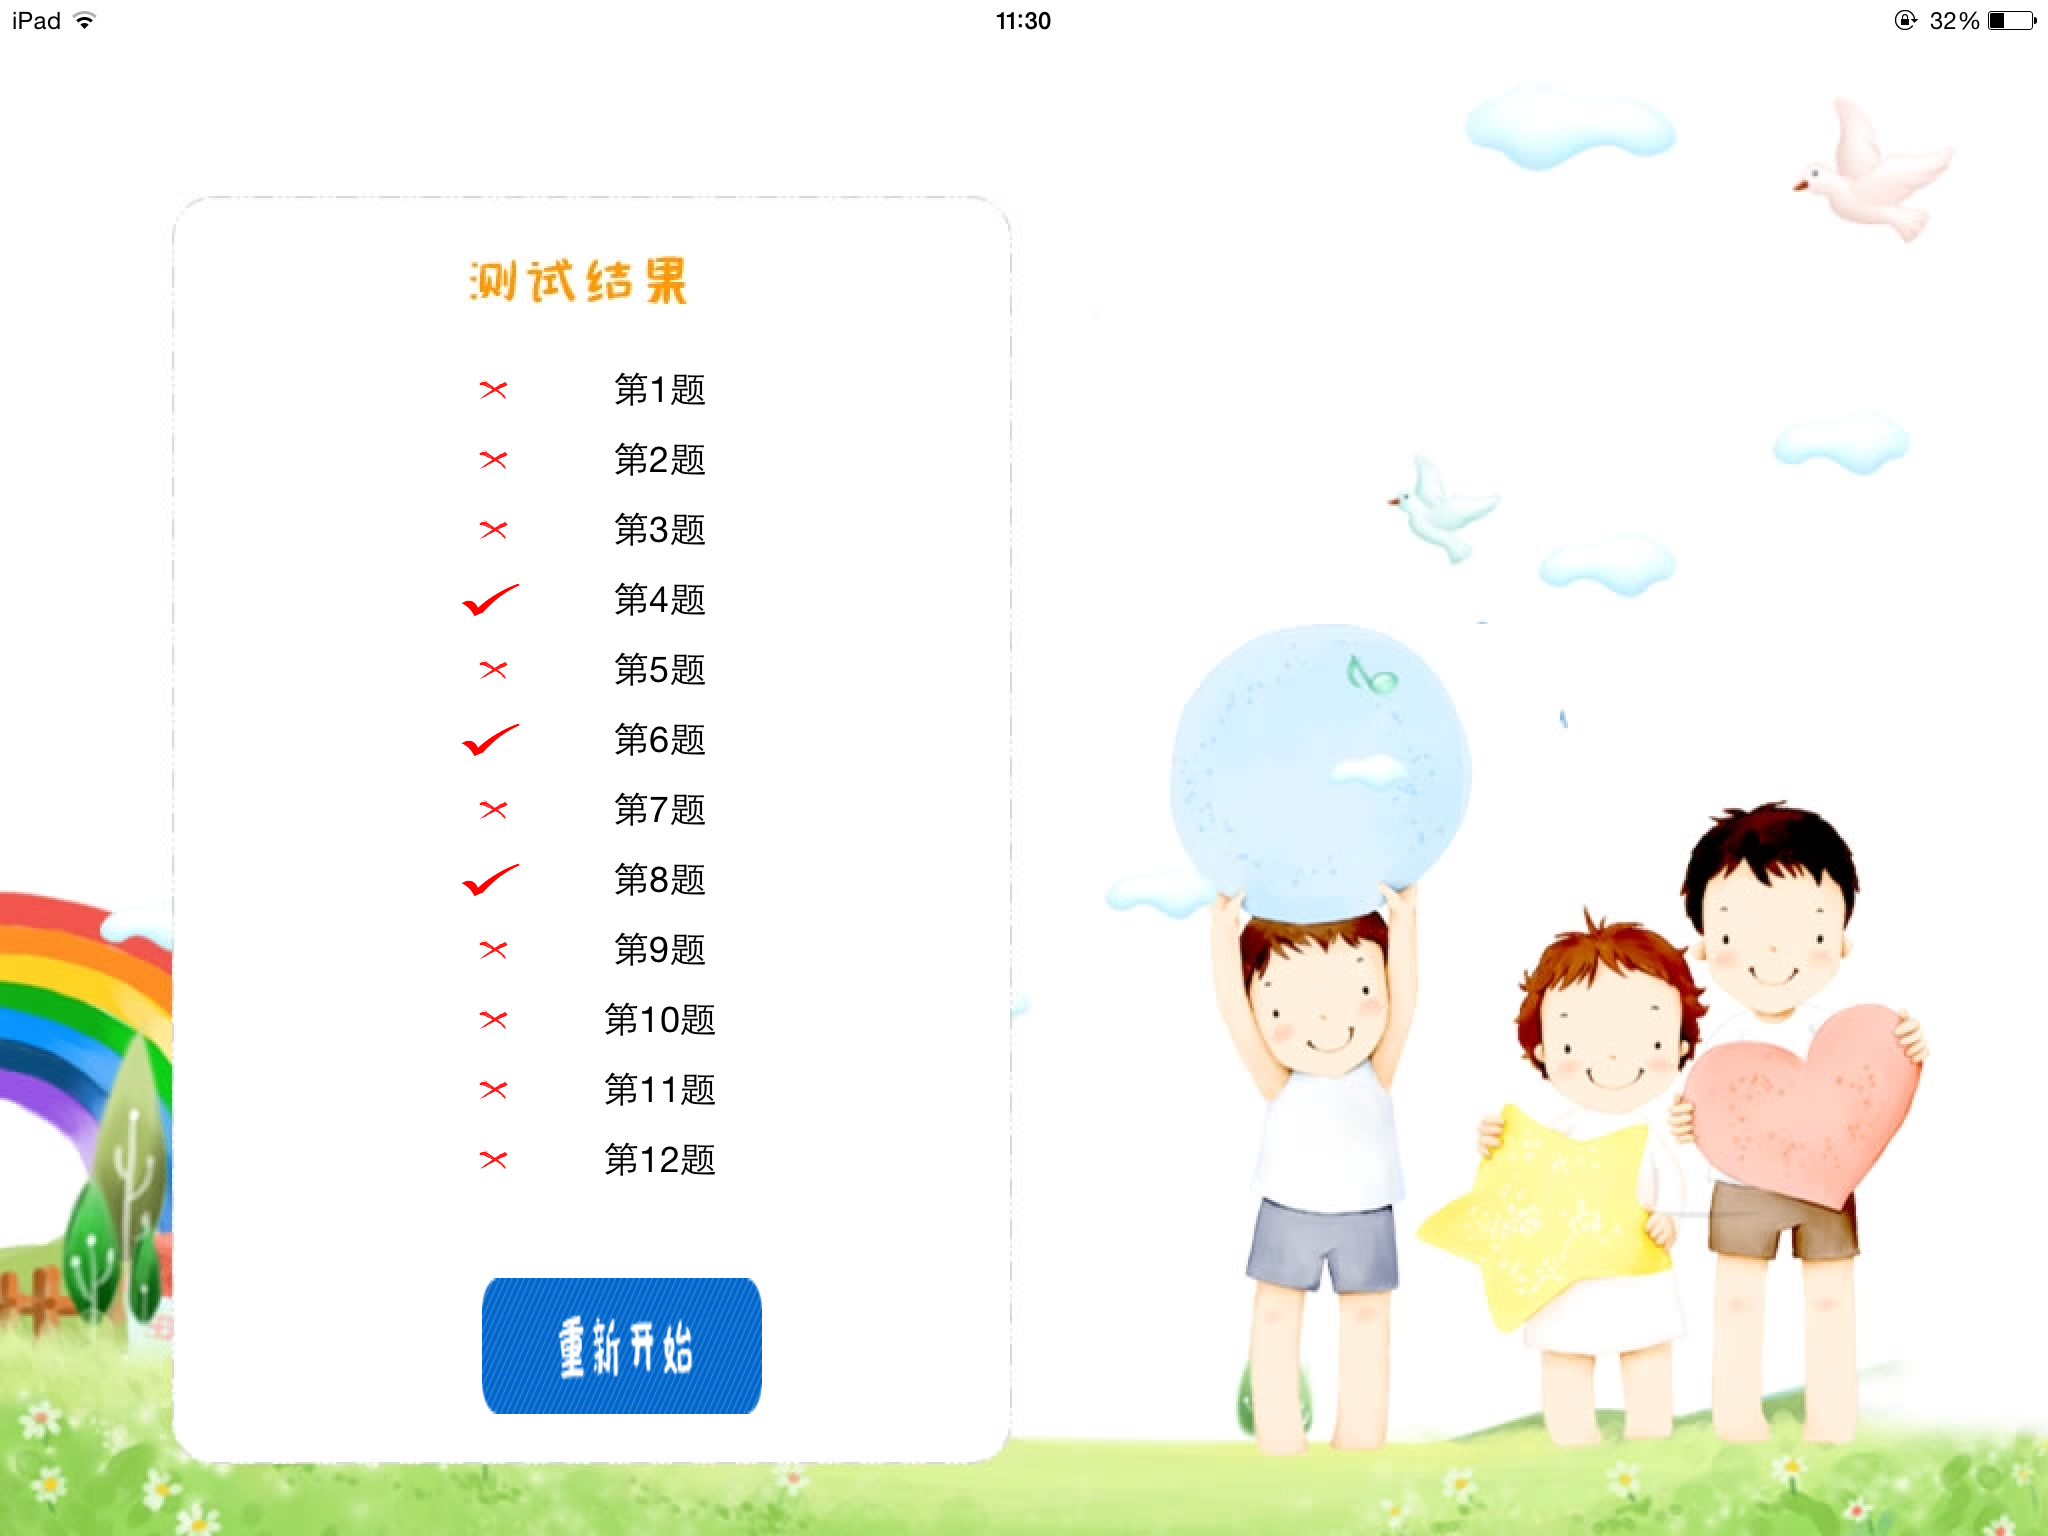 iPad 11:30 32%
测试结果
第1题
第2题
第3题
第4题
第5题
第6题
第7题
第8题
第9题
第10题
第11题
第12题
重新开始